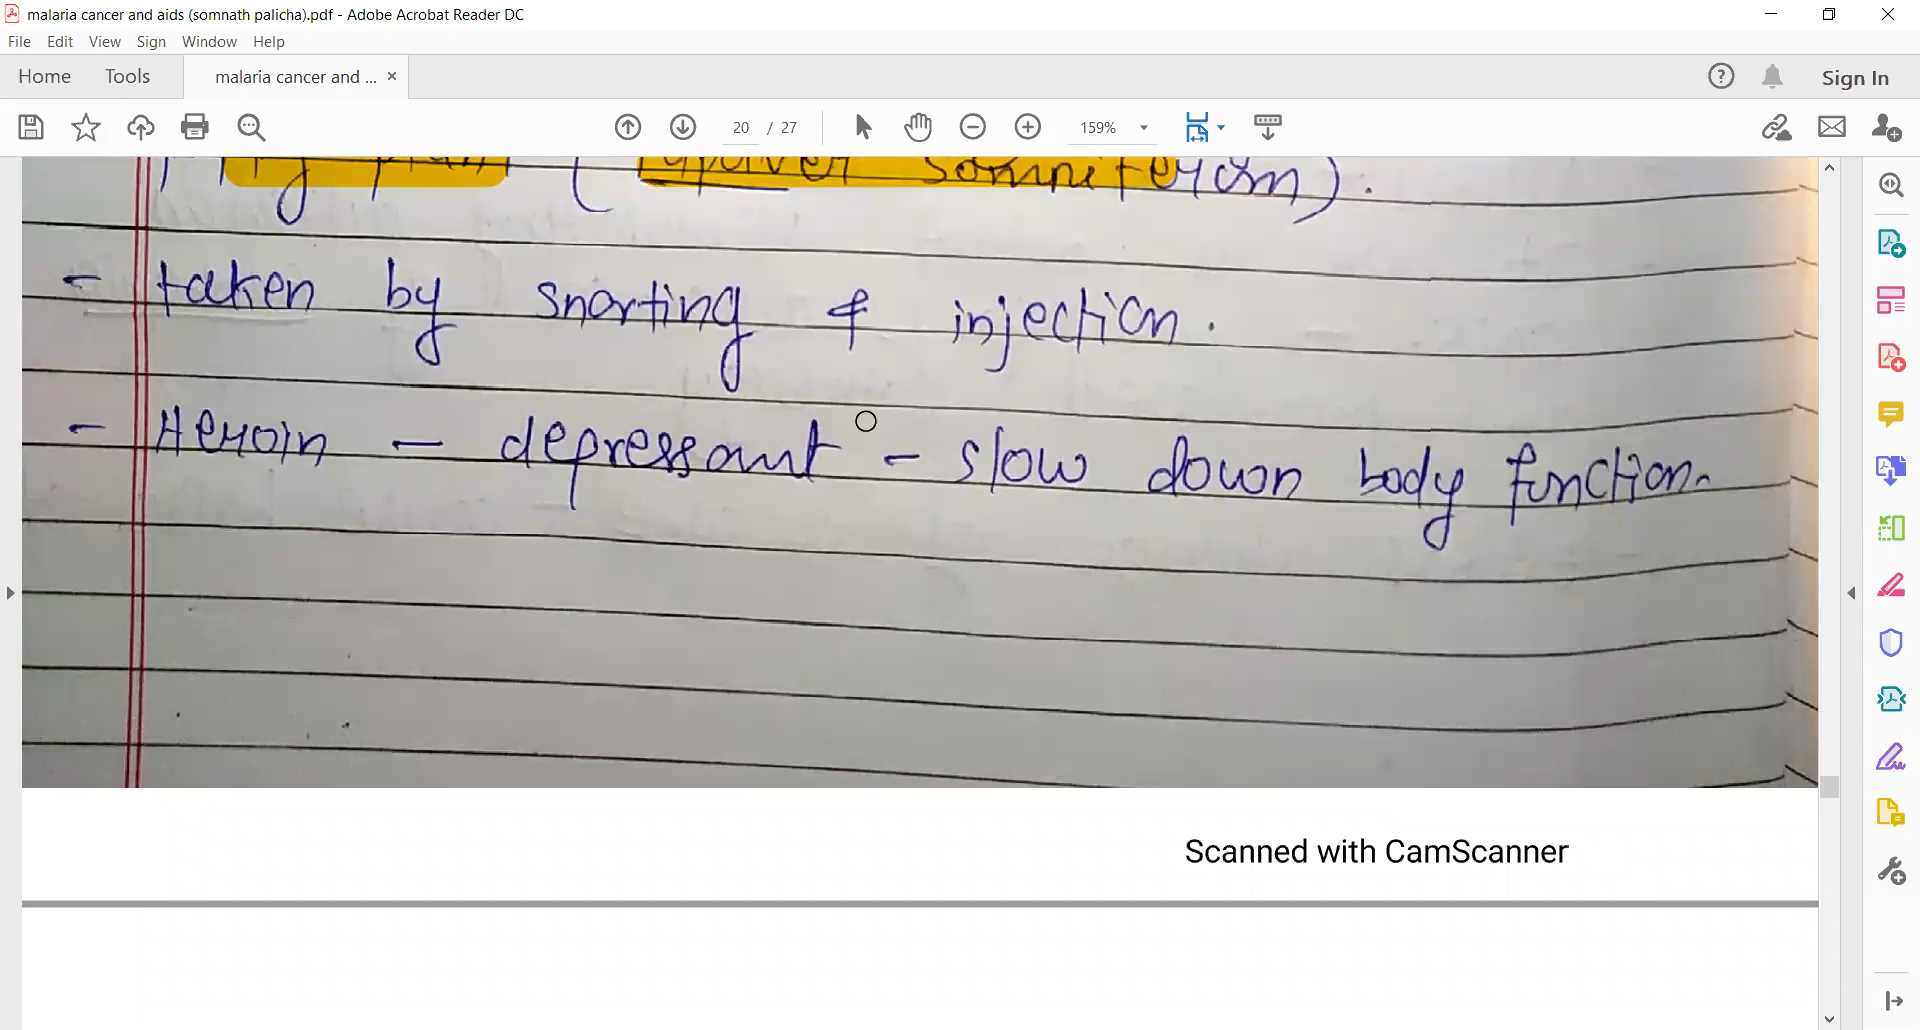 malaria cancer and aids (somnath palicha).pdf - Adobe Acrobat Reader DC
File Edit View Sign Window Help
Home Tools malaria cancer and ... × Sign In
20 / 27 159%
somniferum).
- taken by snorting & injection.
- Heroin - depressant - slow down body function.
Scanned with CamScanner